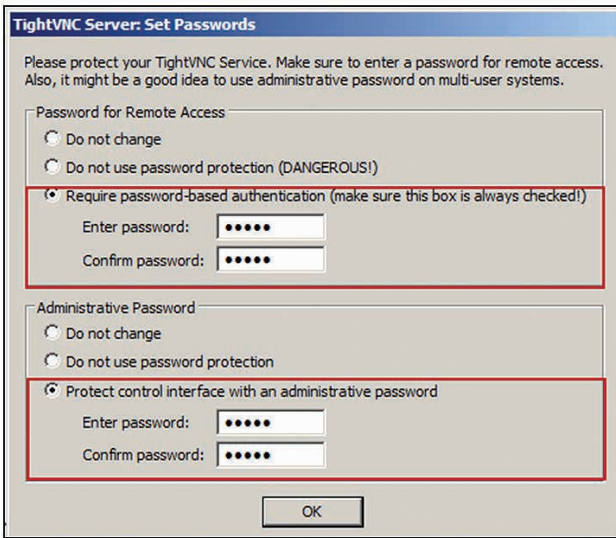 TightVNC Server: Set Passwords
Please protect your TightVNC Service. Make sure to enter a password for remote access.
Also, it might be a good idea to use administrative password on multi-user systems.
Password for Remote Access
Do not change
Do not use password protection (DANGEROUS!)
Require password-based authentication (make sure this box is always checked!)
Enter password: •••••
Confirm password: •••••
Administrative Password
Do not change
Do not use password protection
Protect control interface with an administrative password
Enter password: •••••
Confirm password: •••••
OK